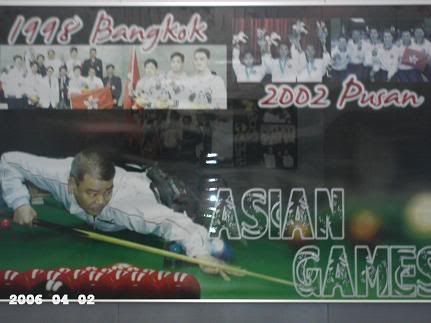 1998 Bangkok
2002 Pusan
ASIAN
GAMES
2006 04 02